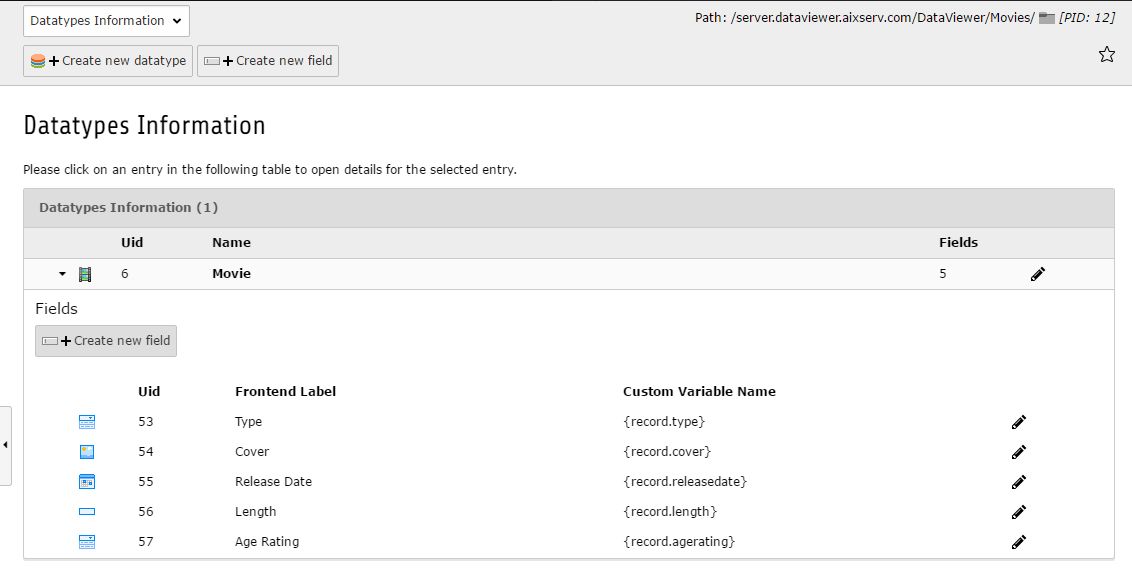 Datatypes Information
Path: /server.dataviewer.aixserv.com/DataViewer/Movies/ [PID: 12]
Create new datatype
Create new field
Datatypes Information
Please click on an entry in the following table to open details for the selected entry.
Datatypes Information (1)
Uid Name Fields
6 Movie 5
Fields
Create new field
Uid Frontend Label Custom Variable Name
53 Type {record.type}
54 Cover {record.cover}
55 Release Date {record.releasedate}
56 Length {record.length}
57 Age Rating {record.agerating}